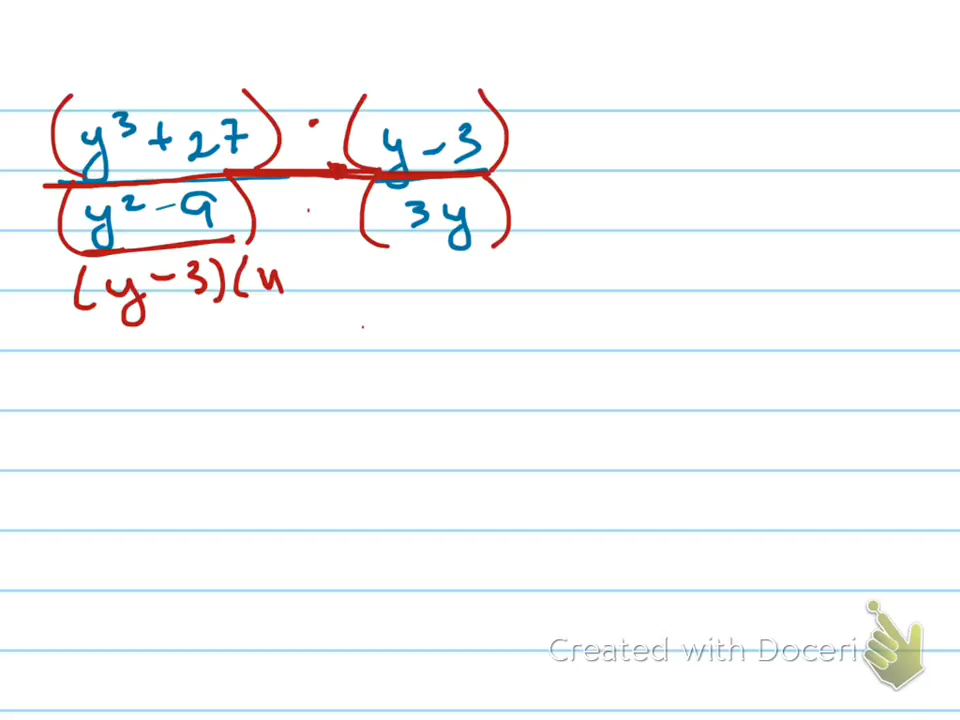 (y³ + 27) · (y - 3)
(y² - 9) · (3y)
(y - 3)(
Created with Doceri